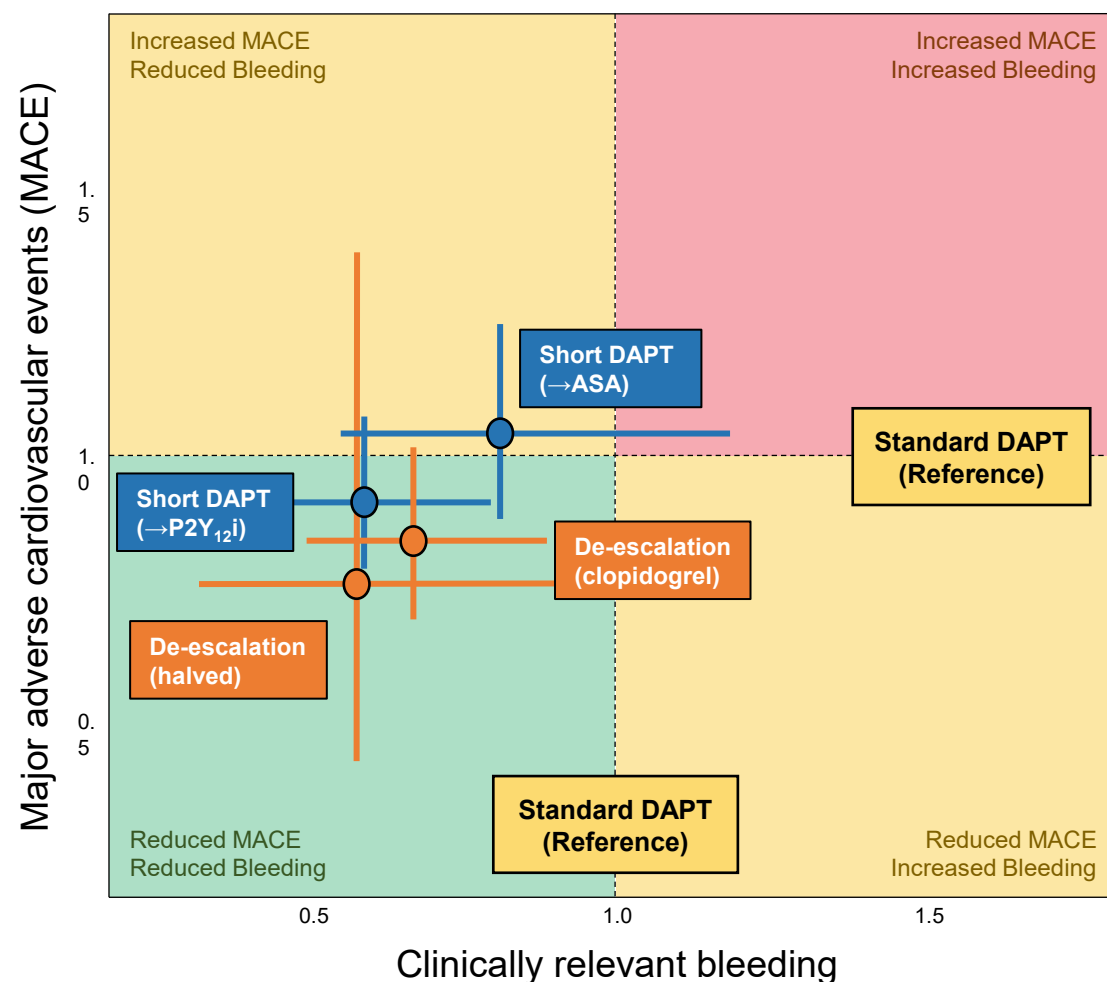 Increased MACE
Reduced Bleeding
Increased MACE
Increased Bleeding
Major adverse cardiovascular events (MACE)
1.
5
Short DAPT
(→ASA)
Standard DAPT
(Reference)
1.
0
Short DAPT
(→P2Y₁₂i)
De-escalation
(clopidogrel)
De-escalation
(halved)
0.
5
Standard DAPT
(Reference)
Reduced MACE
Reduced Bleeding
Reduced MACE
Increased Bleeding
0.5
1.0
1.5
Clinically relevant bleeding